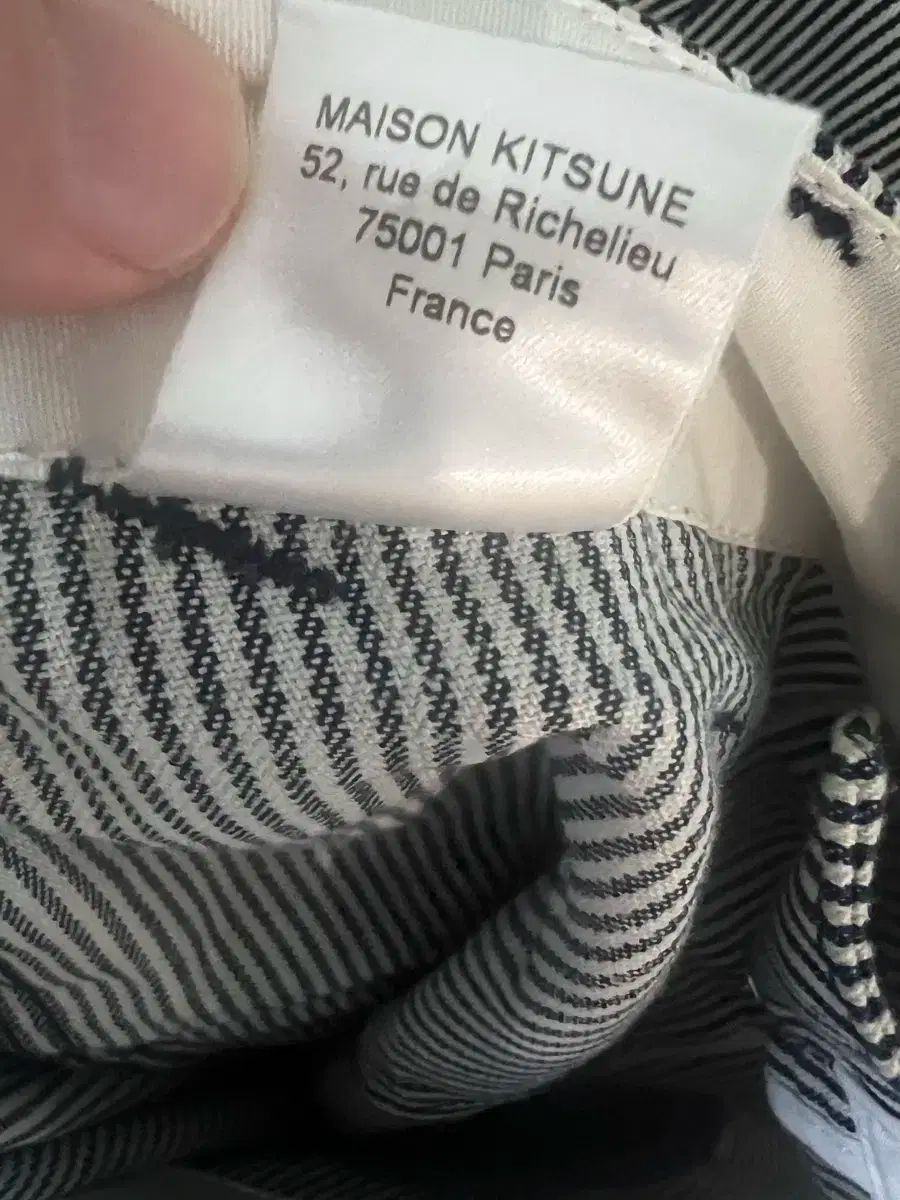 MAISON KITSUNE
52, rue de Richelieu
75001 Paris
France